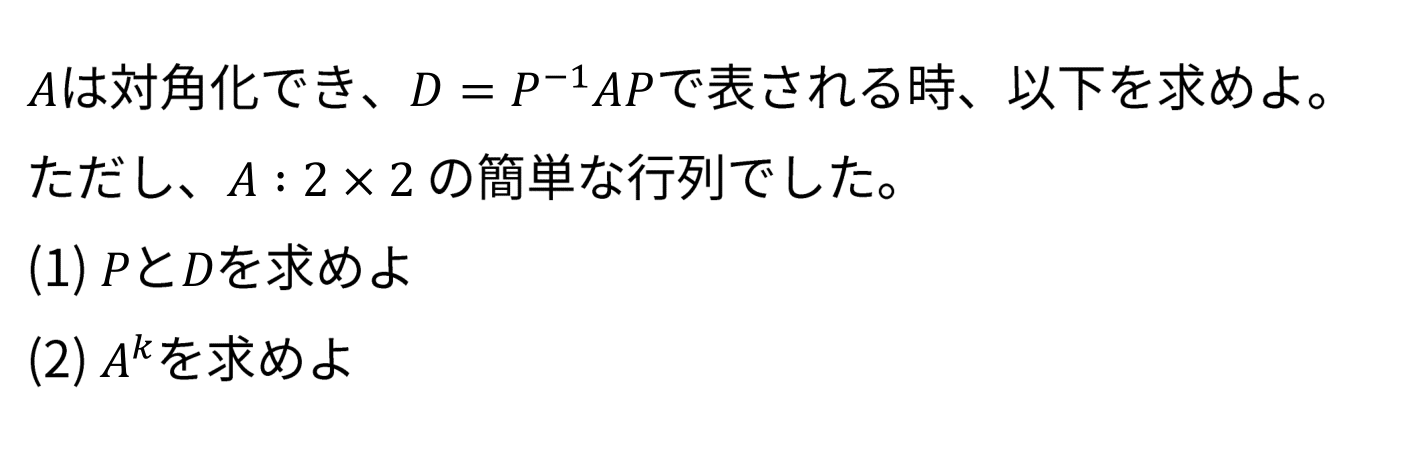 Aは対角化でき、D = P⁻¹APで表される時、以下を求めよ。
ただし、A : 2 × 2 の簡単な行列でした。
(1) PとDを求めよ
(2) Aᵏを求めよ